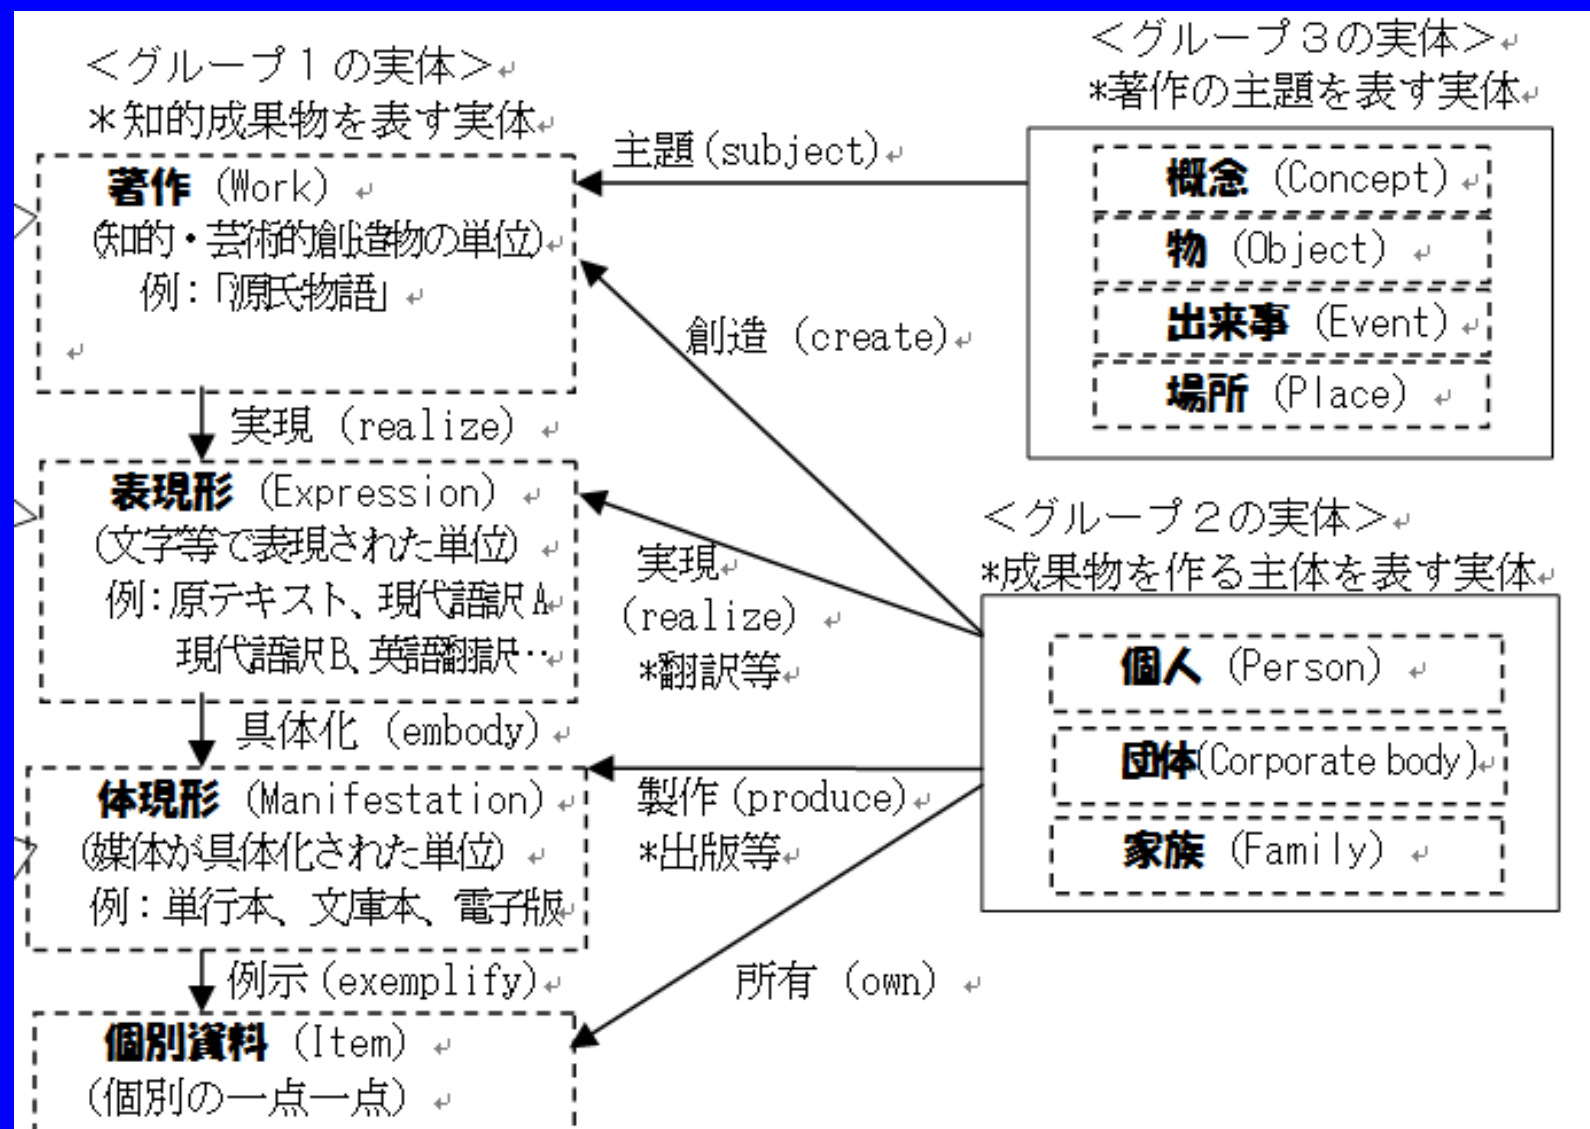 ＜グループ１の実体＞
＊知的成果物を表す実体
著作 (Work)
(知的・芸術的創造物の単位)
例：「源氏物語」
実現 (realize)
表現形 (Expression)
(文字等で表現された単位)
例：原テキスト、現代語訳A
現代語訳B、英語翻訳…
具体化 (embody)
体現形 (Manifestation)
(媒体が具体化された単位)
例：単行本、文庫本、電子版
例示 (exemplify)
個別資料 (Item)
(個別の一点一点)
主題 (subject)
創造 (create)
実現
(realize)
*翻訳等
製作 (produce)
*出版等
所有 (own)
＜グループ３の実体＞
*著作の主題を表す実体
概念 (Concept)
物 (Object)
出来事 (Event)
場所 (Place)
＜グループ２の実体＞
*成果物を作る主体を表す実体
個人 (Person)
団体(Corporate body)
家族 (Family)